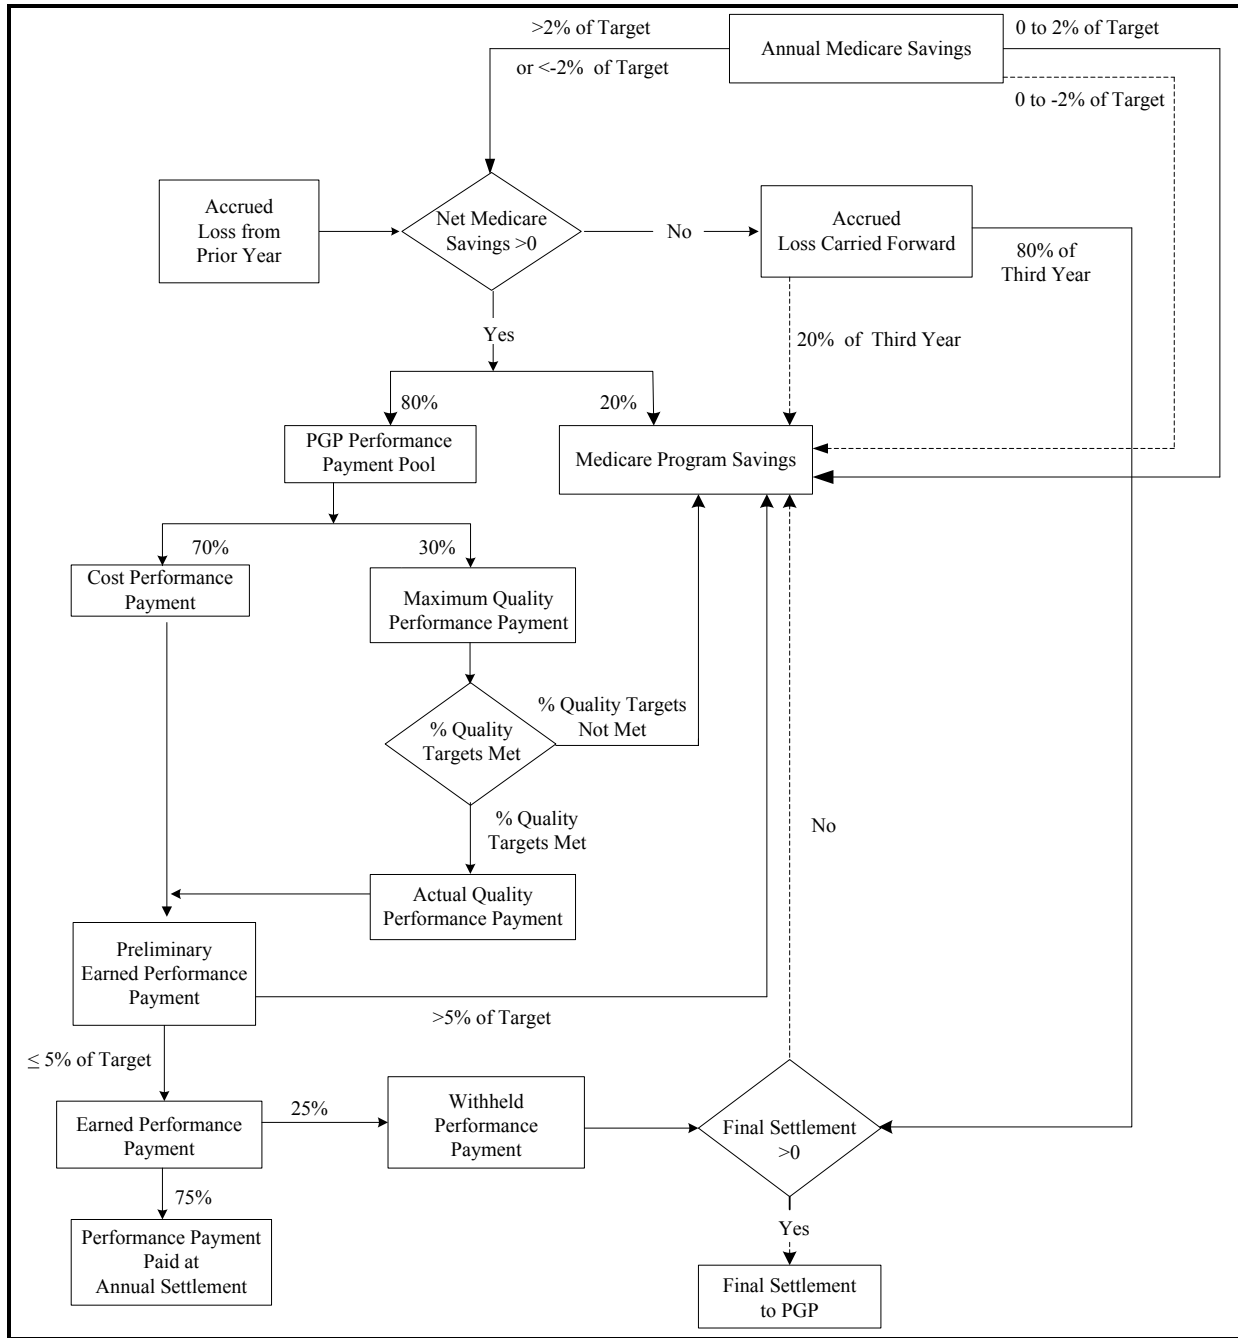 >2% of Target
or <-2% of Target
Annual Medicare Savings
0 to 2% of Target
0 to -2% of Target
Accrued
Loss from
Prior Year
Net Medicare
Savings >0
No
Accrued
Loss Carried Forward
80% of
Third Year
Yes
20% of Third Year
80%
20%
PGP Performance
Payment Pool
Medicare Program Savings
70%
30%
Cost Performance
Payment
Maximum Quality
Performance Payment
% Quality
Targets Met
% Quality Targets
Not Met
% Quality
Targets Met
No
Actual Quality
Performance Payment
Preliminary
Earned Performance
Payment
>5% of Target
≤ 5% of Target
Earned Performance
Payment
25%
Withheld
Performance
Payment
Final Settlement
>0
75%
Performance Payment
Paid at
Annual Settlement
Yes
Final Settlement
to PGP